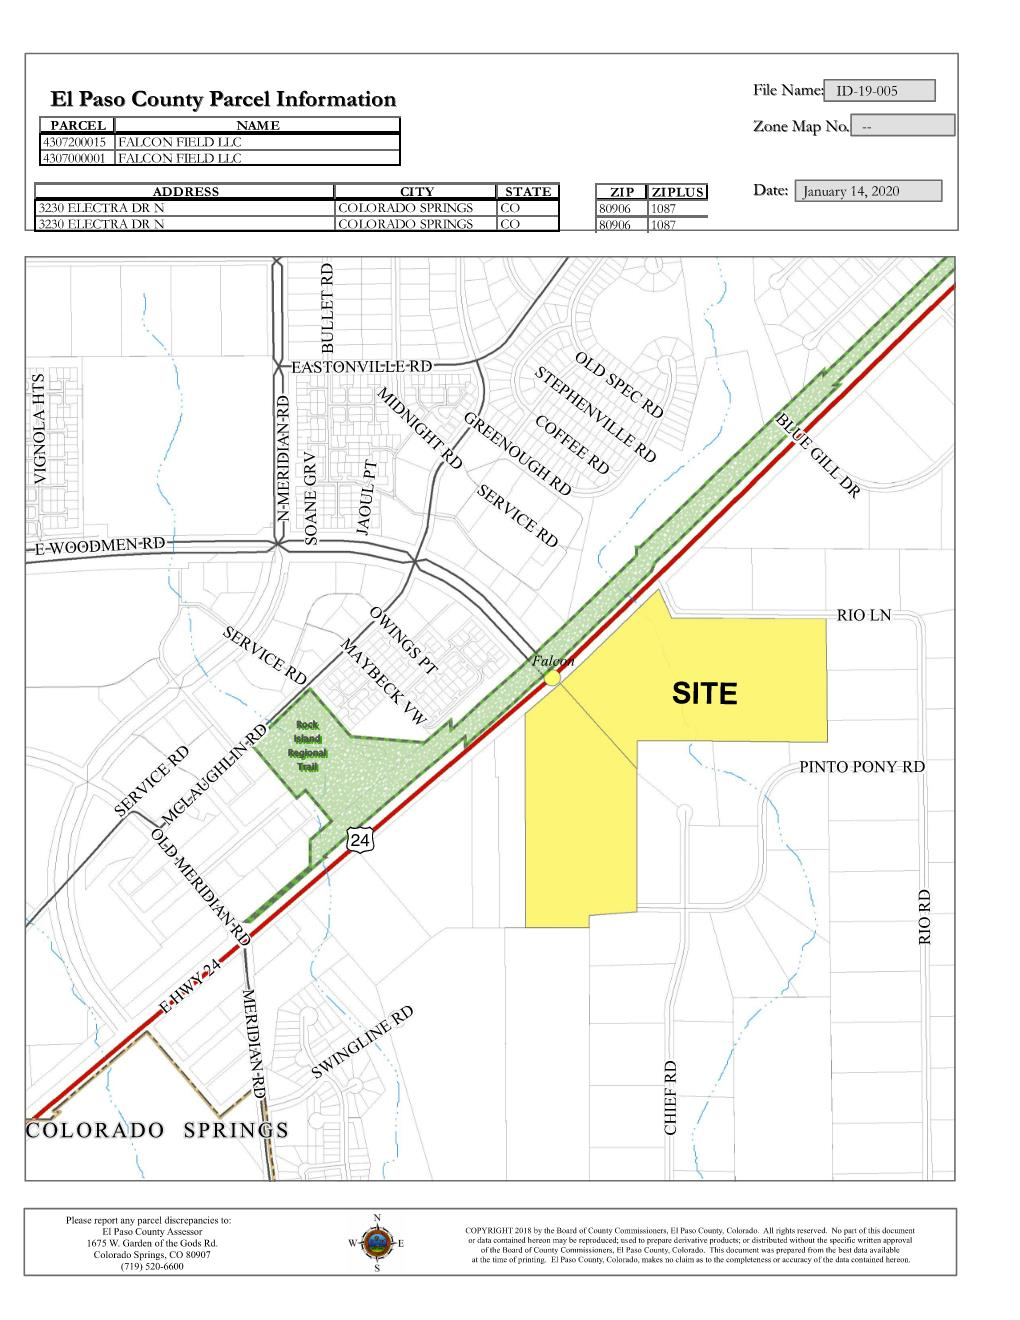 El Paso County Parcel Information
File Name: ID-19-005
PARCEL NAME
4307200015 FALCON FIELD LLC
4307000001 FALCON FIELD LLC
Zone Map No. --
ADDRESS CITY STATE ZIP ZIPLUS
Date: January 14, 2020
3230 ELECTRA DR N COLORADO SPRINGS CO 80906 1087
3230 ELECTRA DR N COLORADO SPRINGS CO 80906 1087
BULLET RD
EASTONVILLE RD
VIGNOLA HTS
N MERIDIAN RD
SOANE GRV
JAOUL PT
MIDNIGHT RD
GREENOUGH RD
OLD SPEC RD
STEPHENVILLE RD
COFFEE RD
SERVICE RD
BLUE GILL DR
E WOODMEN RD
OWINGS PT
MAYBECK VW
SERVICE RD
RIO LN
Falcon
SITE
Rock
Island
Regional
Trail
SERVICE RD
MCLAUGHLIN RD
PINTO PONY RD
24
OLD MERIDIAN RD
RIO RD
E HWY 24
MERIDIAN RD
SWINGLINE RD
CHIEF RD
COLORADO SPRINGS
Please report any parcel discrepancies to:
El Paso County Assessor
1675 W. Garden of the Gods Rd.
Colorado Springs, CO 80907
(719) 520-6600
N
W E
S
COPYRIGHT 2018 by the Board of County Commissioners, El Paso County, Colorado. All rights reserved. No part of this document
or data contained hereon may be reproduced; used to prepare derivative products; or distributed without the specific written approval
of the Board of County Commissioners, El Paso County, Colorado. This document was prepared from the best data available
at the time of printing. El Paso County, Colorado, makes no claim as to the completeness or accuracy of the data contained hereon.